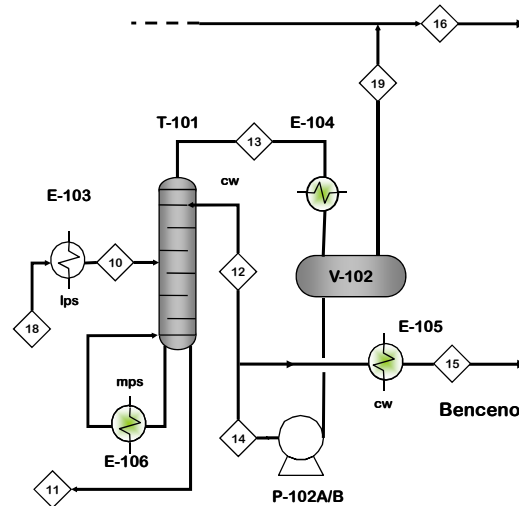 16
19
T-101
13
E-104
cw
E-103
10
12
V-102
lps
18
E-105
15
mps
cw
Benceno
14
E-106
11
P-102A/B